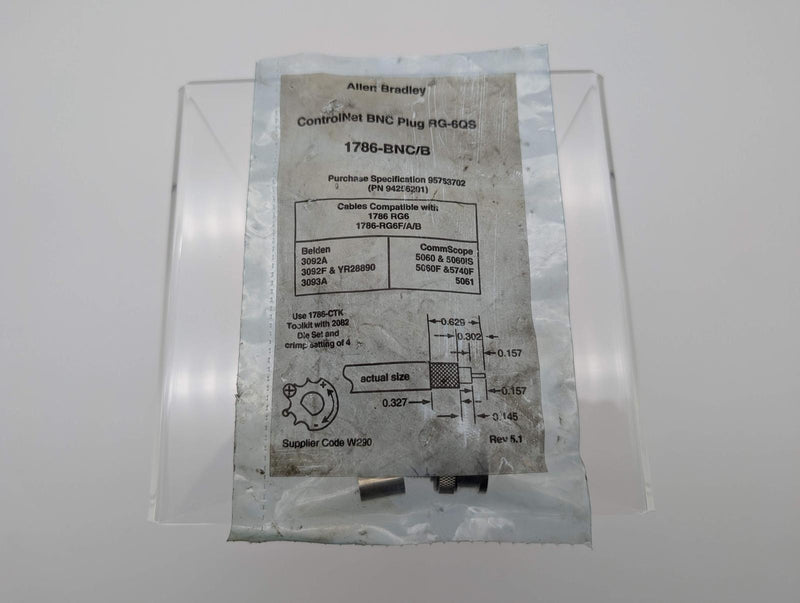 Allen Bradley
ControlNet BNC Plug RG-6QS
1786-BNC/B
Purchase Specification 95753702
(PN 94256201)
Cables Compatible with
1786 RG6
1786-RG6F/A/B
Belden
3092A
3092F & YR28890
3093A
CommScope
5060 & 5060IS
5060F &5740F
5061
Use 1786-CTK
Toolkit with 2082
Die Set and
crimp setting of 4
0.629
0.302
0.157
actual size
0.157
0.327
0.145
Supplier Code W290
Rev 5.1